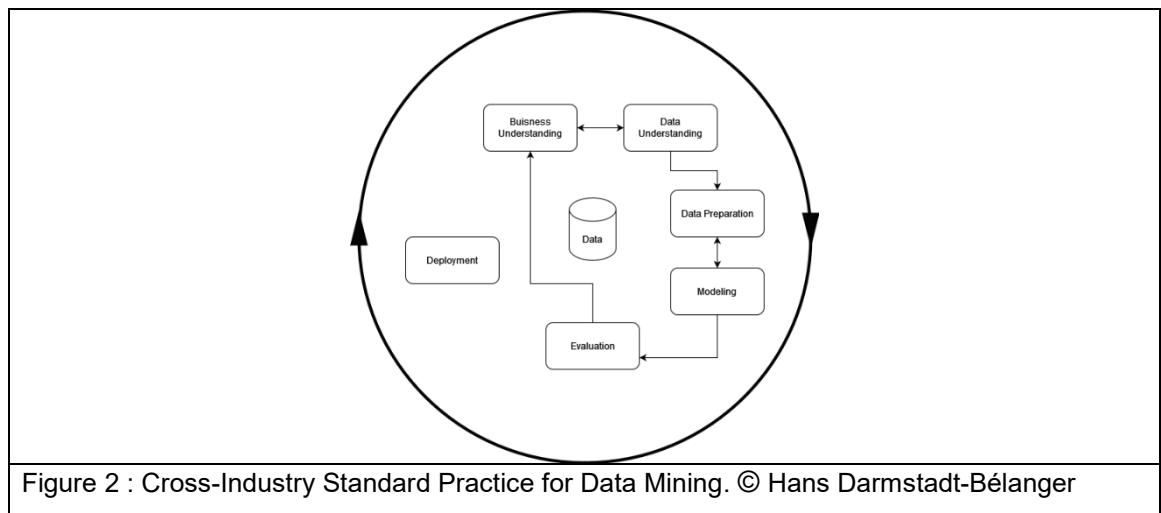 Buisness
Understanding
Data
Understanding
Data Preparation
Data
Deployment
Modeling
Evaluation
Figure 2 : Cross-Industry Standard Practice for Data Mining. © Hans Darmstadt-Bélanger